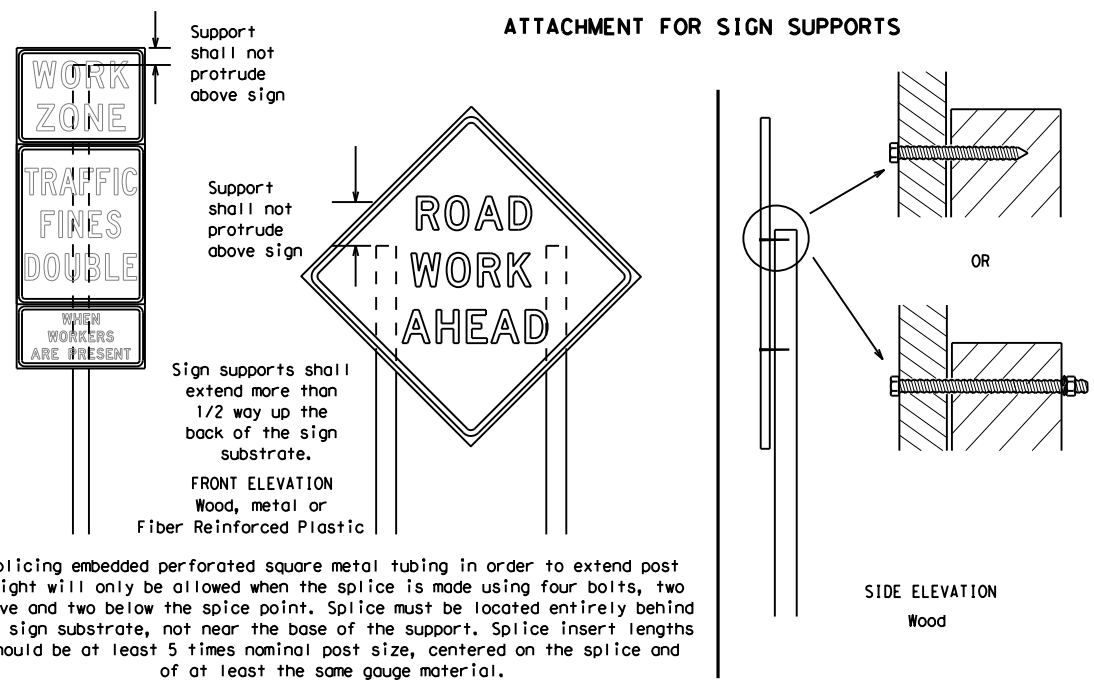 ATTACHMENT FOR SIGN SUPPORTS
Support
shall not
protrude
above sign
WORK
ZONE
TRAFFIC
FINES
DOUBLE
WHEN
WORKERS
ARE PRESENT
Support
shall not
protrude
above sign
ROAD
WORK
AHEAD
Sign supports shall
extend more than
1/2 way up the
back of the sign
substrate.
FRONT ELEVATION
Wood, metal or
Fiber Reinforced Plastic
OR
SIDE ELEVATION
Wood
plicing embedded perforated square metal tubing in order to extend post
ight will only be allowed when the splice is made using four bolts, two
ve and two below the spice point. Splice must be located entirely behind
sign substrate, not near the base of the support. Splice insert lengths
hould be at least 5 times nominal post size, centered on the splice and
of at least the same gauge material.